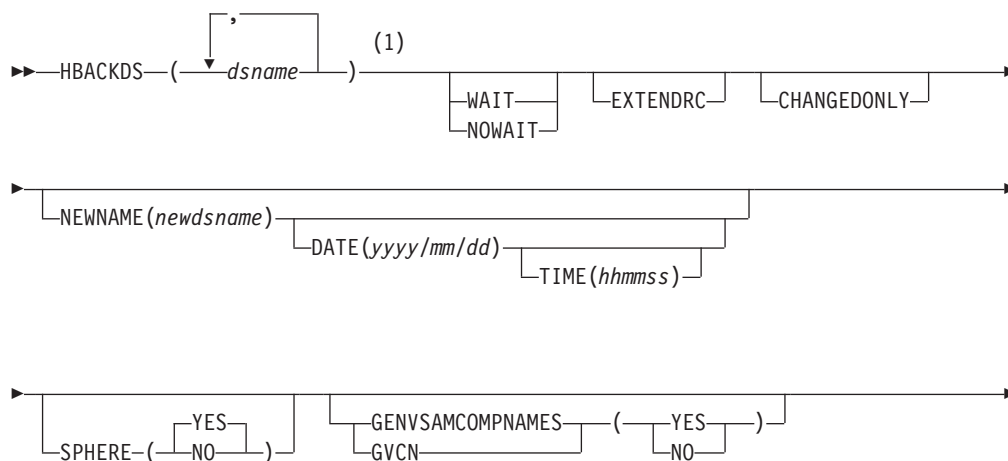 ,
(1)
HBACKDS ( dsname )
WAIT EXTENDRC CHANGEDONLY
NOWAIT
NEWNAME(newdsname)
DATE(yyyy/mm/dd)
TIME(hhmmss)
YES GENVSAMCOMPNAMES ( YES )
SPHERE ( NO ) GVCN NO